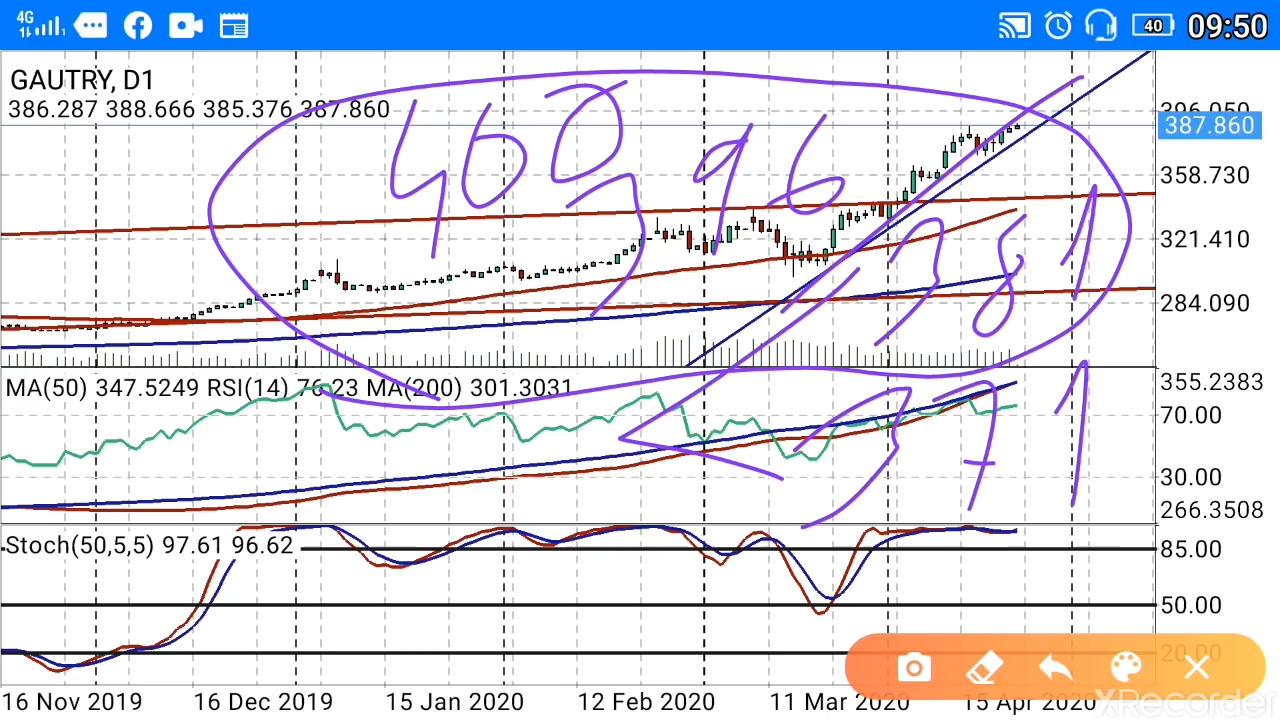 4G 40 09:50
GAUTRY, D1
386.287 388.666 385.376 387.860
396.050
387.860
358.730
321.410
284.090
MA(50) 347.5249 RSI(14) 76.23 MA(200) 301.3031
355.2383
70.00
30.00
266.3508
Stoch(50,5,5) 97.61 96.62
85.00
50.00
20.00
16 Nov 2019 16 Dec 2019 15 Jan 2020 12 Feb 2020 11 Mar 2020 15 Apr 2020
XRecorder
381
371